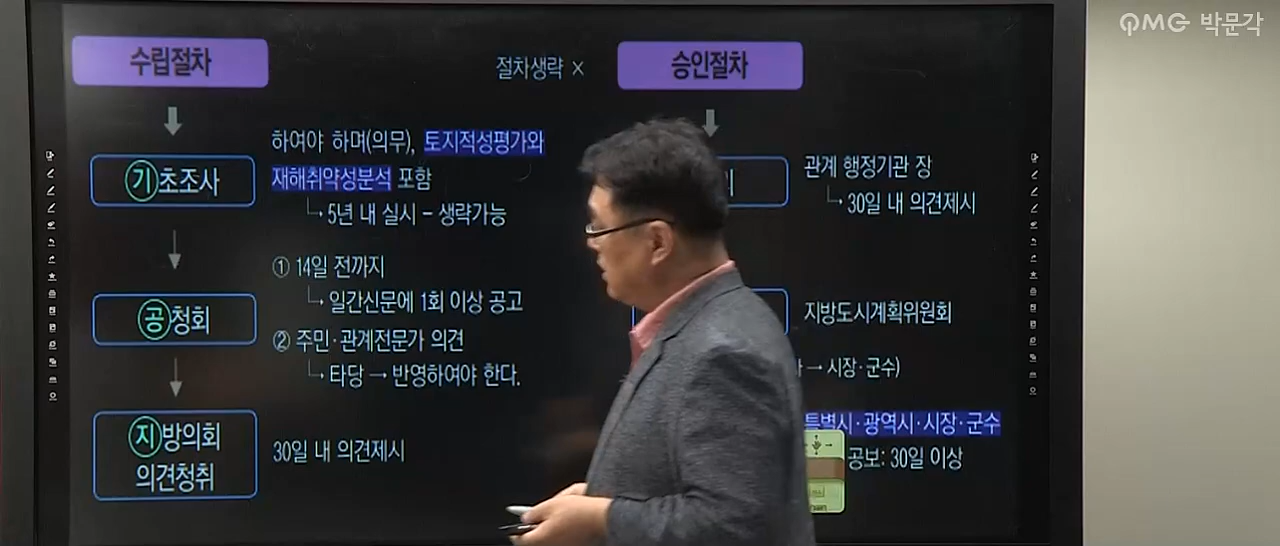 QMG 박문각
수립절차
절차생략 ×
승인절차
기초조사
하여야 하며(의무), 토지적성평가와
재해취약성분석 포함
5년 내 실시 - 생략가능
관계 행정기관 장
30일 내 의견제시
공청회
① 14일 전까지
일간신문에 1회 이상 공고
② 주민·관계전문가 의견
타당 → 반영하여야 한다.
지방도시계획위원회
→ 시장·군수)
지방의회
의견청취
30일 내 의견제시
특별시·광역시·시장·군수
공보: 30일 이상